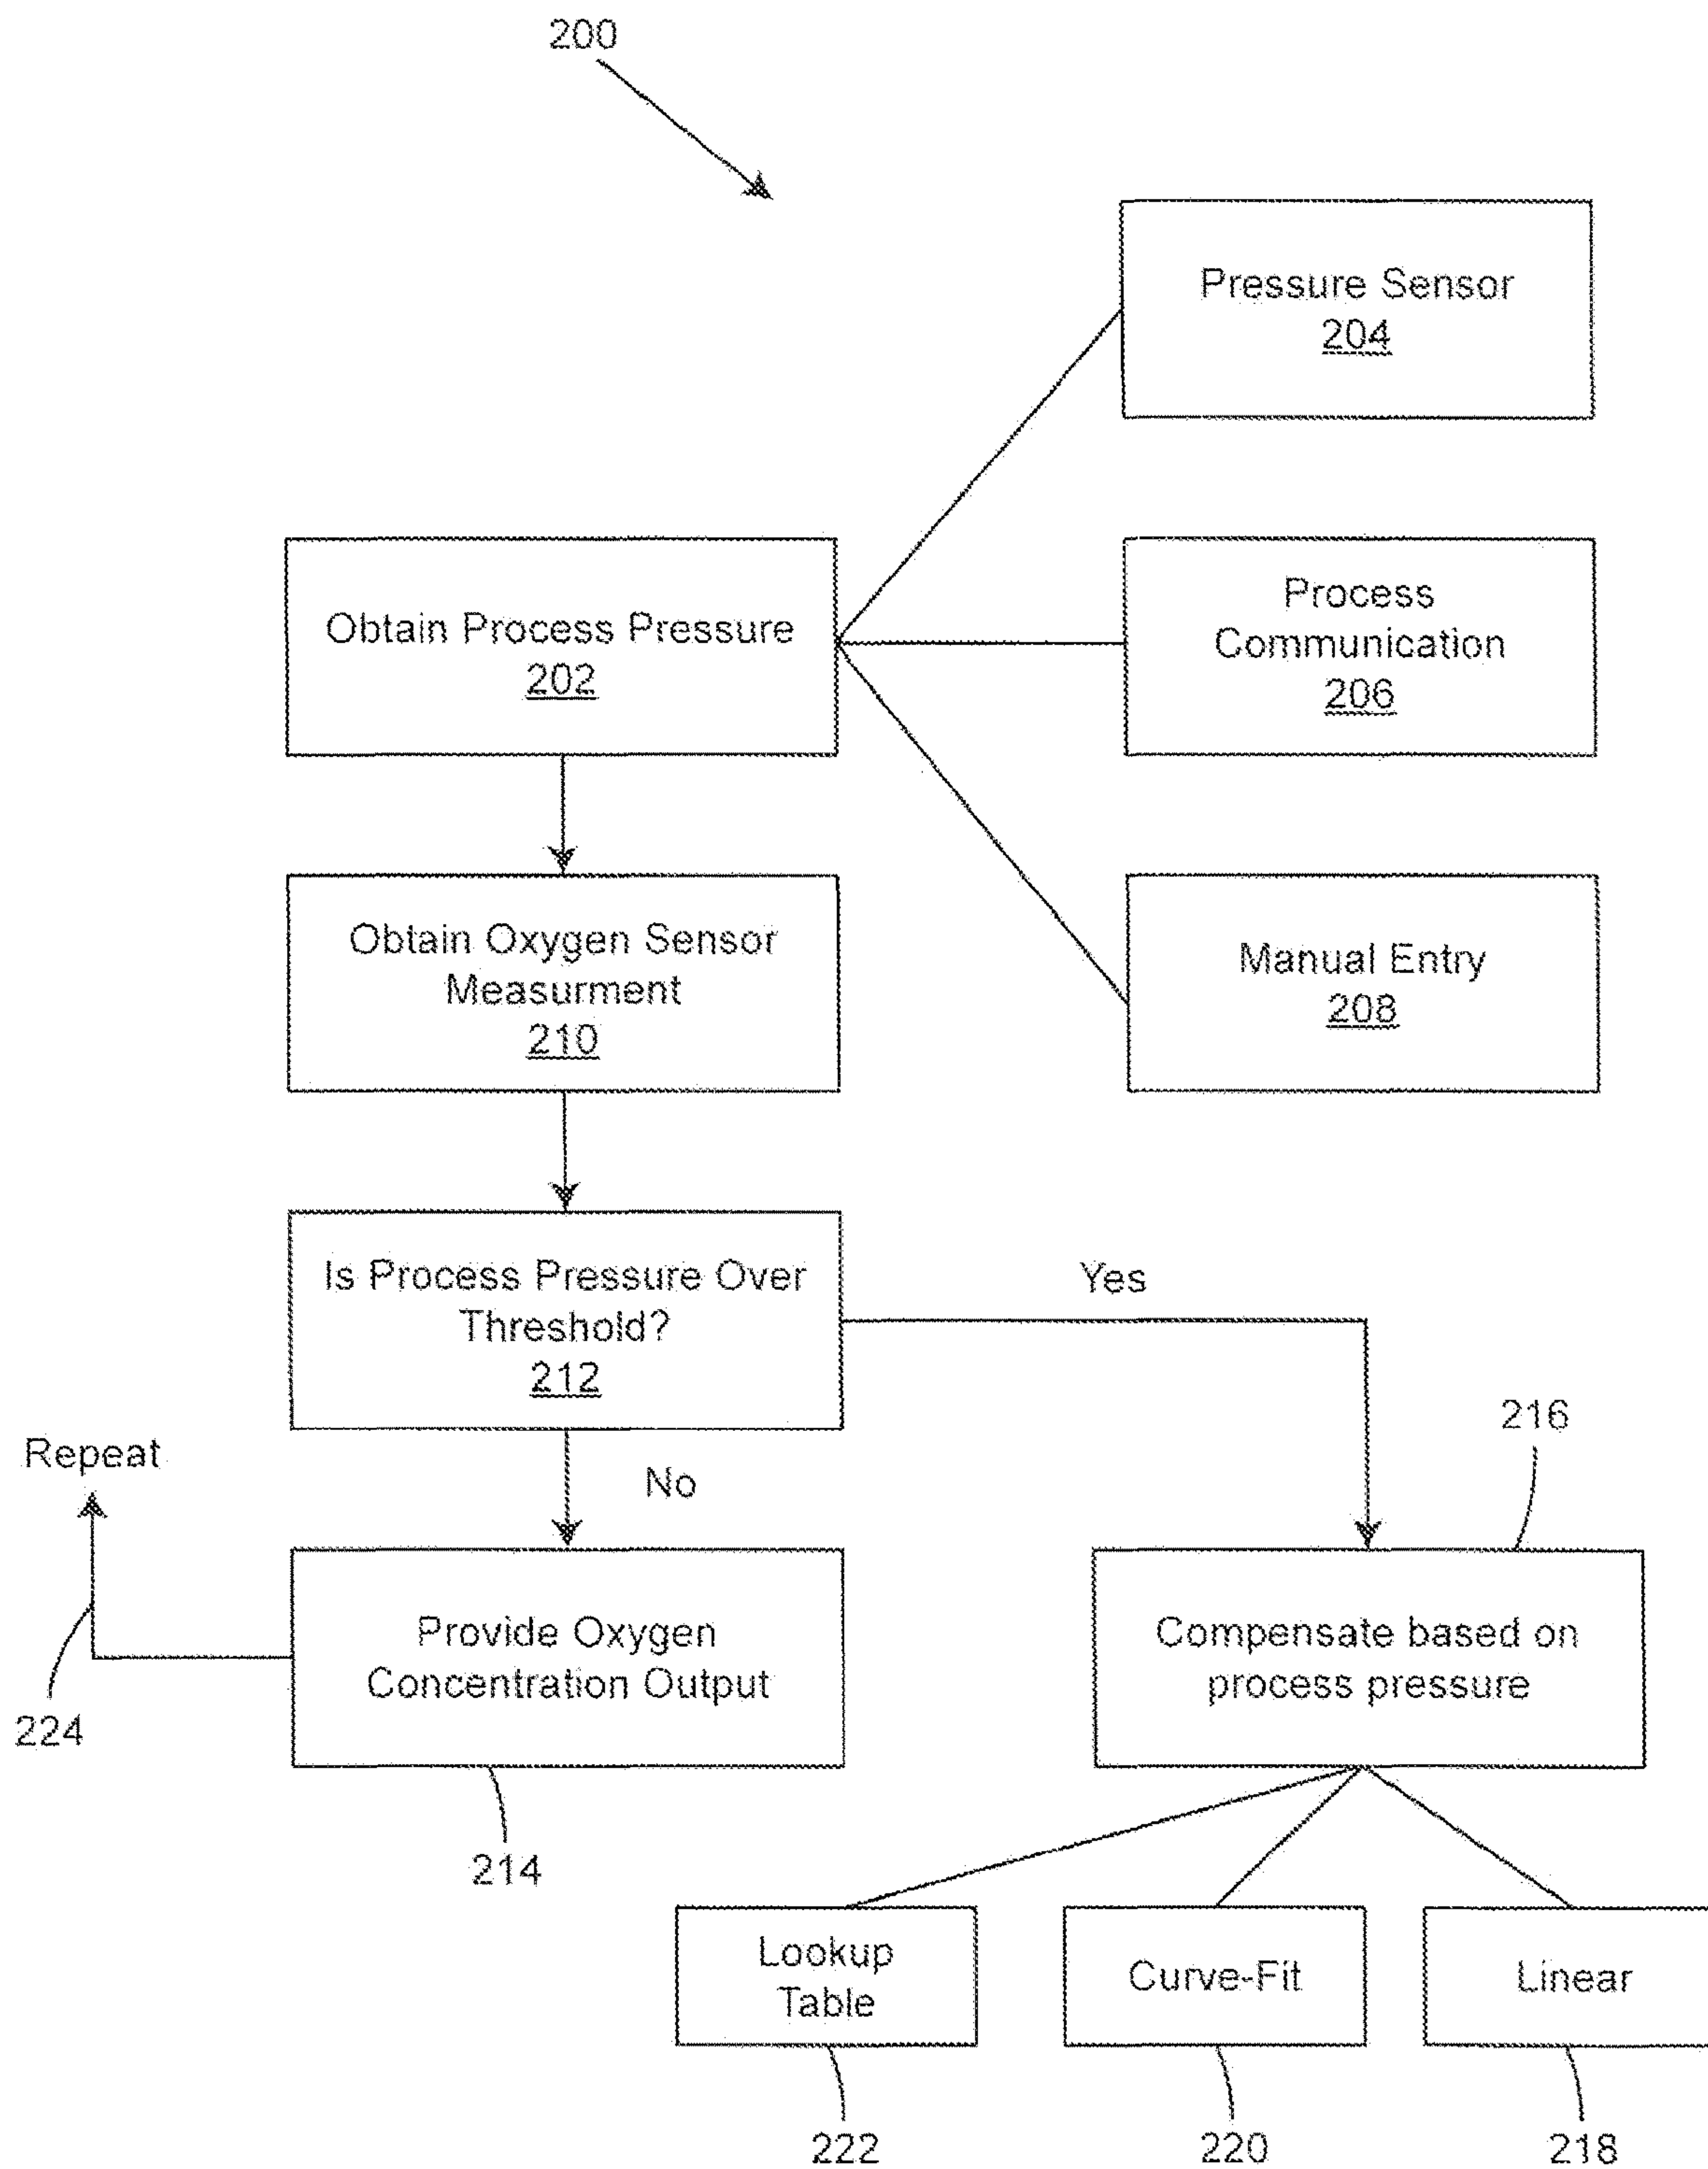 200
Pressure Sensor
204
Obtain Process Pressure
202
Process
Communication
206
Obtain Oxygen Sensor
Measurment
210
Manual Entry
208
Is Process Pressure Over
Threshold?
212
Yes
No
Repeat
216
Provide Oxygen
Concentration Output
Compensate based on
process pressure
224
214
Lookup
Table
Curve-Fit
Linear
222
220
218